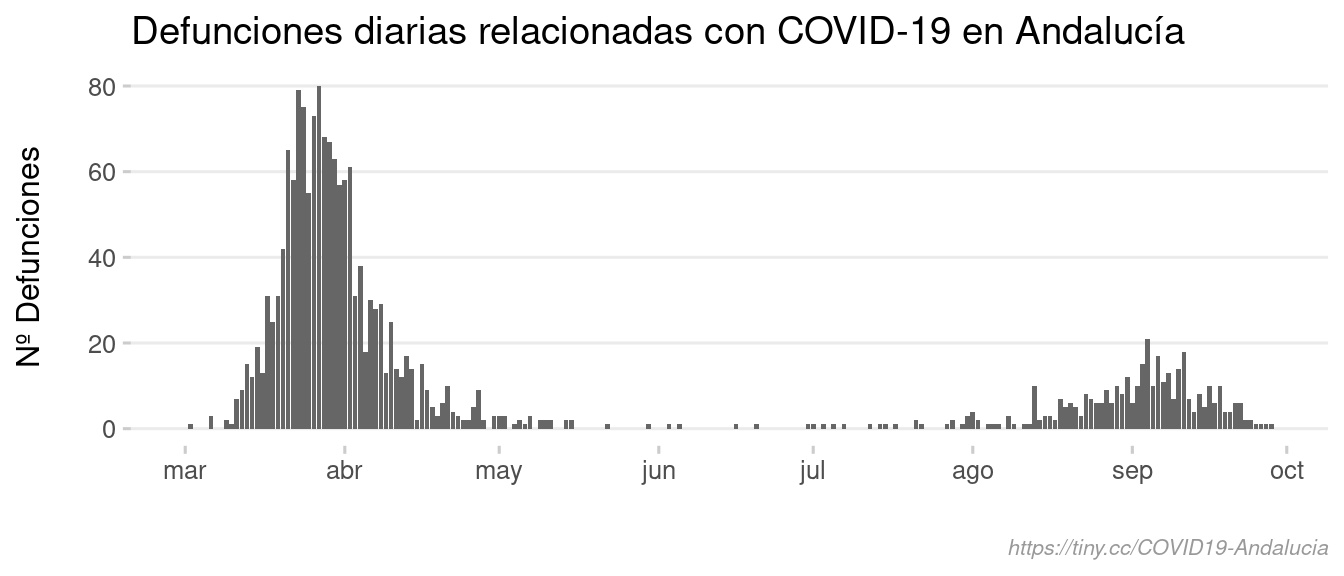 Defunciones diarias relacionadas con COVID-19 en Andalucía
Nº Defunciones
80
60
40
20
0
mar abr may jun jul ago sep oct
https://tiny.cc/COVID19-Andalucia